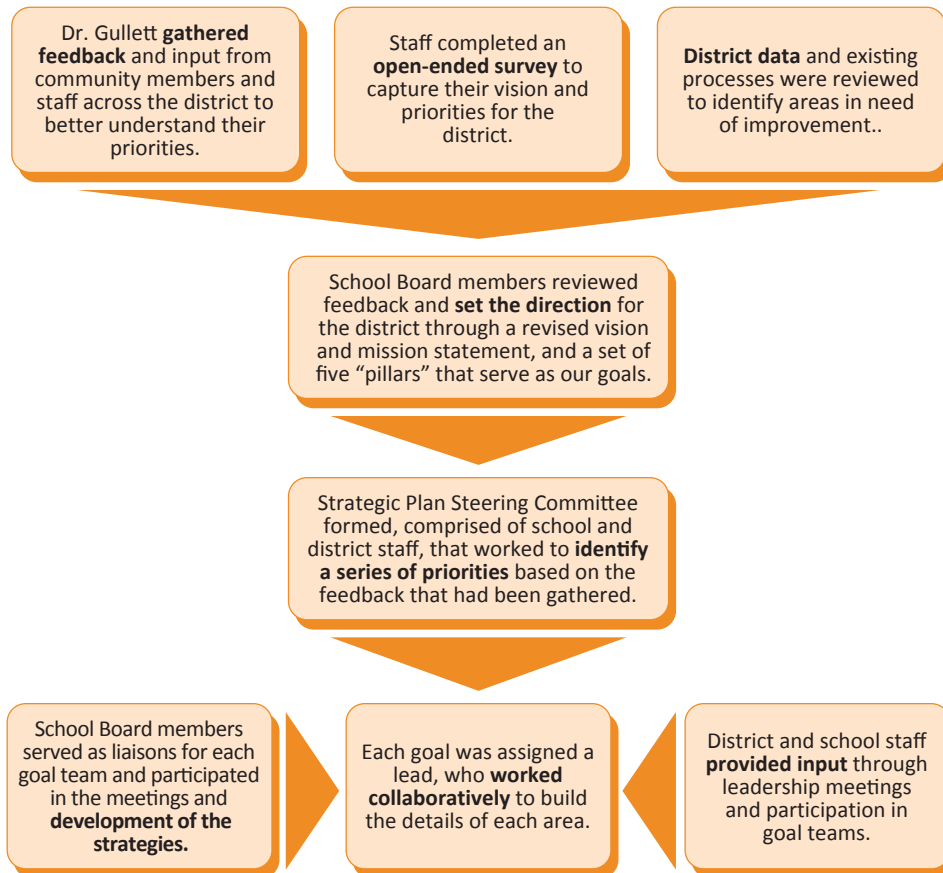 Dr. Gullett gathered
feedback and input from
community members and
staff across the district to
better understand their
priorities.
Staff completed an
open-ended survey to
capture their vision and
priorities for the
district.
District data and existing
processes were reviewed
to identify areas in need
of improvement..
School Board members reviewed
feedback and set the direction for
the district through a revised vision
and mission statement, and a set of
five “pillars” that serve as our goals.
Strategic Plan Steering Committee
formed, comprised of school and
district staff, that worked to identify
a series of priorities based on the
feedback that had been gathered.
School Board members
served as liaisons for each
goal team and participated
in the meetings and
development of the
strategies.
Each goal was assigned a
lead, who worked
collaboratively to build
the details of each area.
District and school staff
provided input through
leadership meetings
and participation in
goal teams.